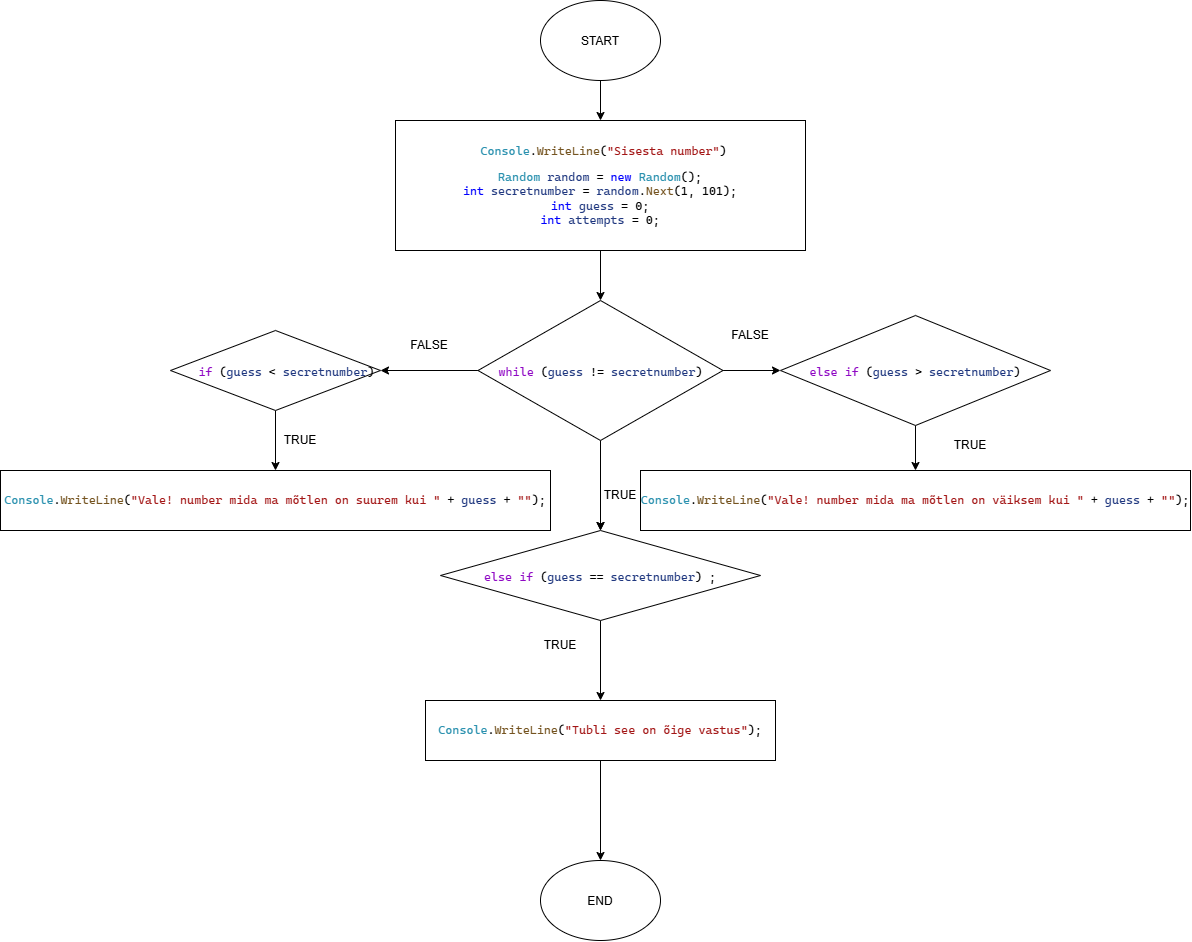 START
Console.WriteLine("Sisesta number")
Random random = new Random();
int secretnumber = random.Next(1, 101);
int guess = 0;
int attempts = 0;
FALSE
FALSE
if (guess < secretnumber)
while (guess != secretnumber)
else if (guess > secretnumber)
TRUE
TRUE
Console.WriteLine("Vale! number mida ma mõtlen on suurem kui " + guess + "");
TRUE
Console.WriteLine("Vale! number mida ma mõtlen on väiksem kui " + guess + "");
else if (guess == secretnumber) ;
TRUE
Console.WriteLine("Tubli see on õige vastus");
END